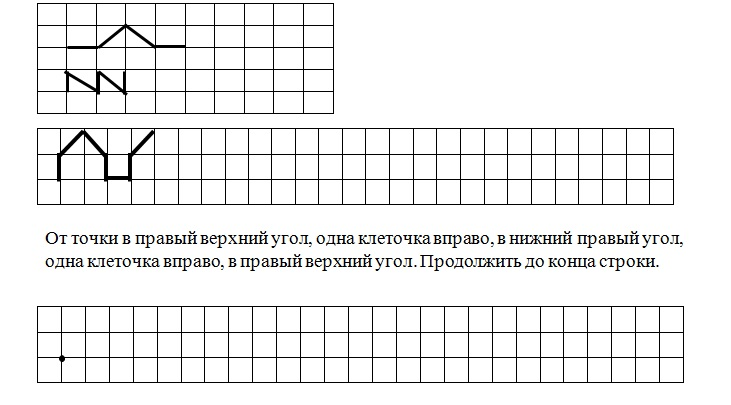 От точки в правый верхний угол, одна клеточка вправо, в нижний правый угол,
одна клеточка вправо, в правый верхний угол. Продолжить до конца строки.